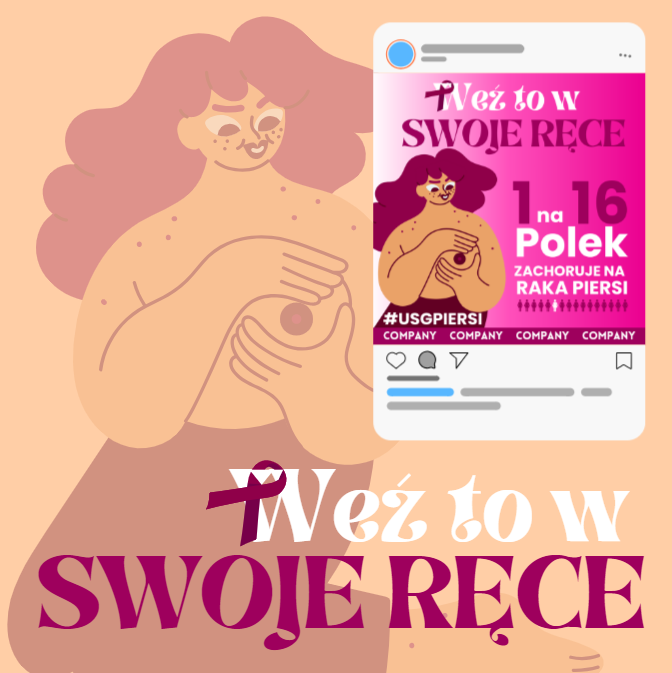 Weź to w
SWOJE RĘCE
1 na 16
Polek
ZACHORUJE NA
RAKA PIERSI
#USGPIERSI
COMPANY COMPANY COMPANY COMPANY
Weź to w
SWOJE RĘCE